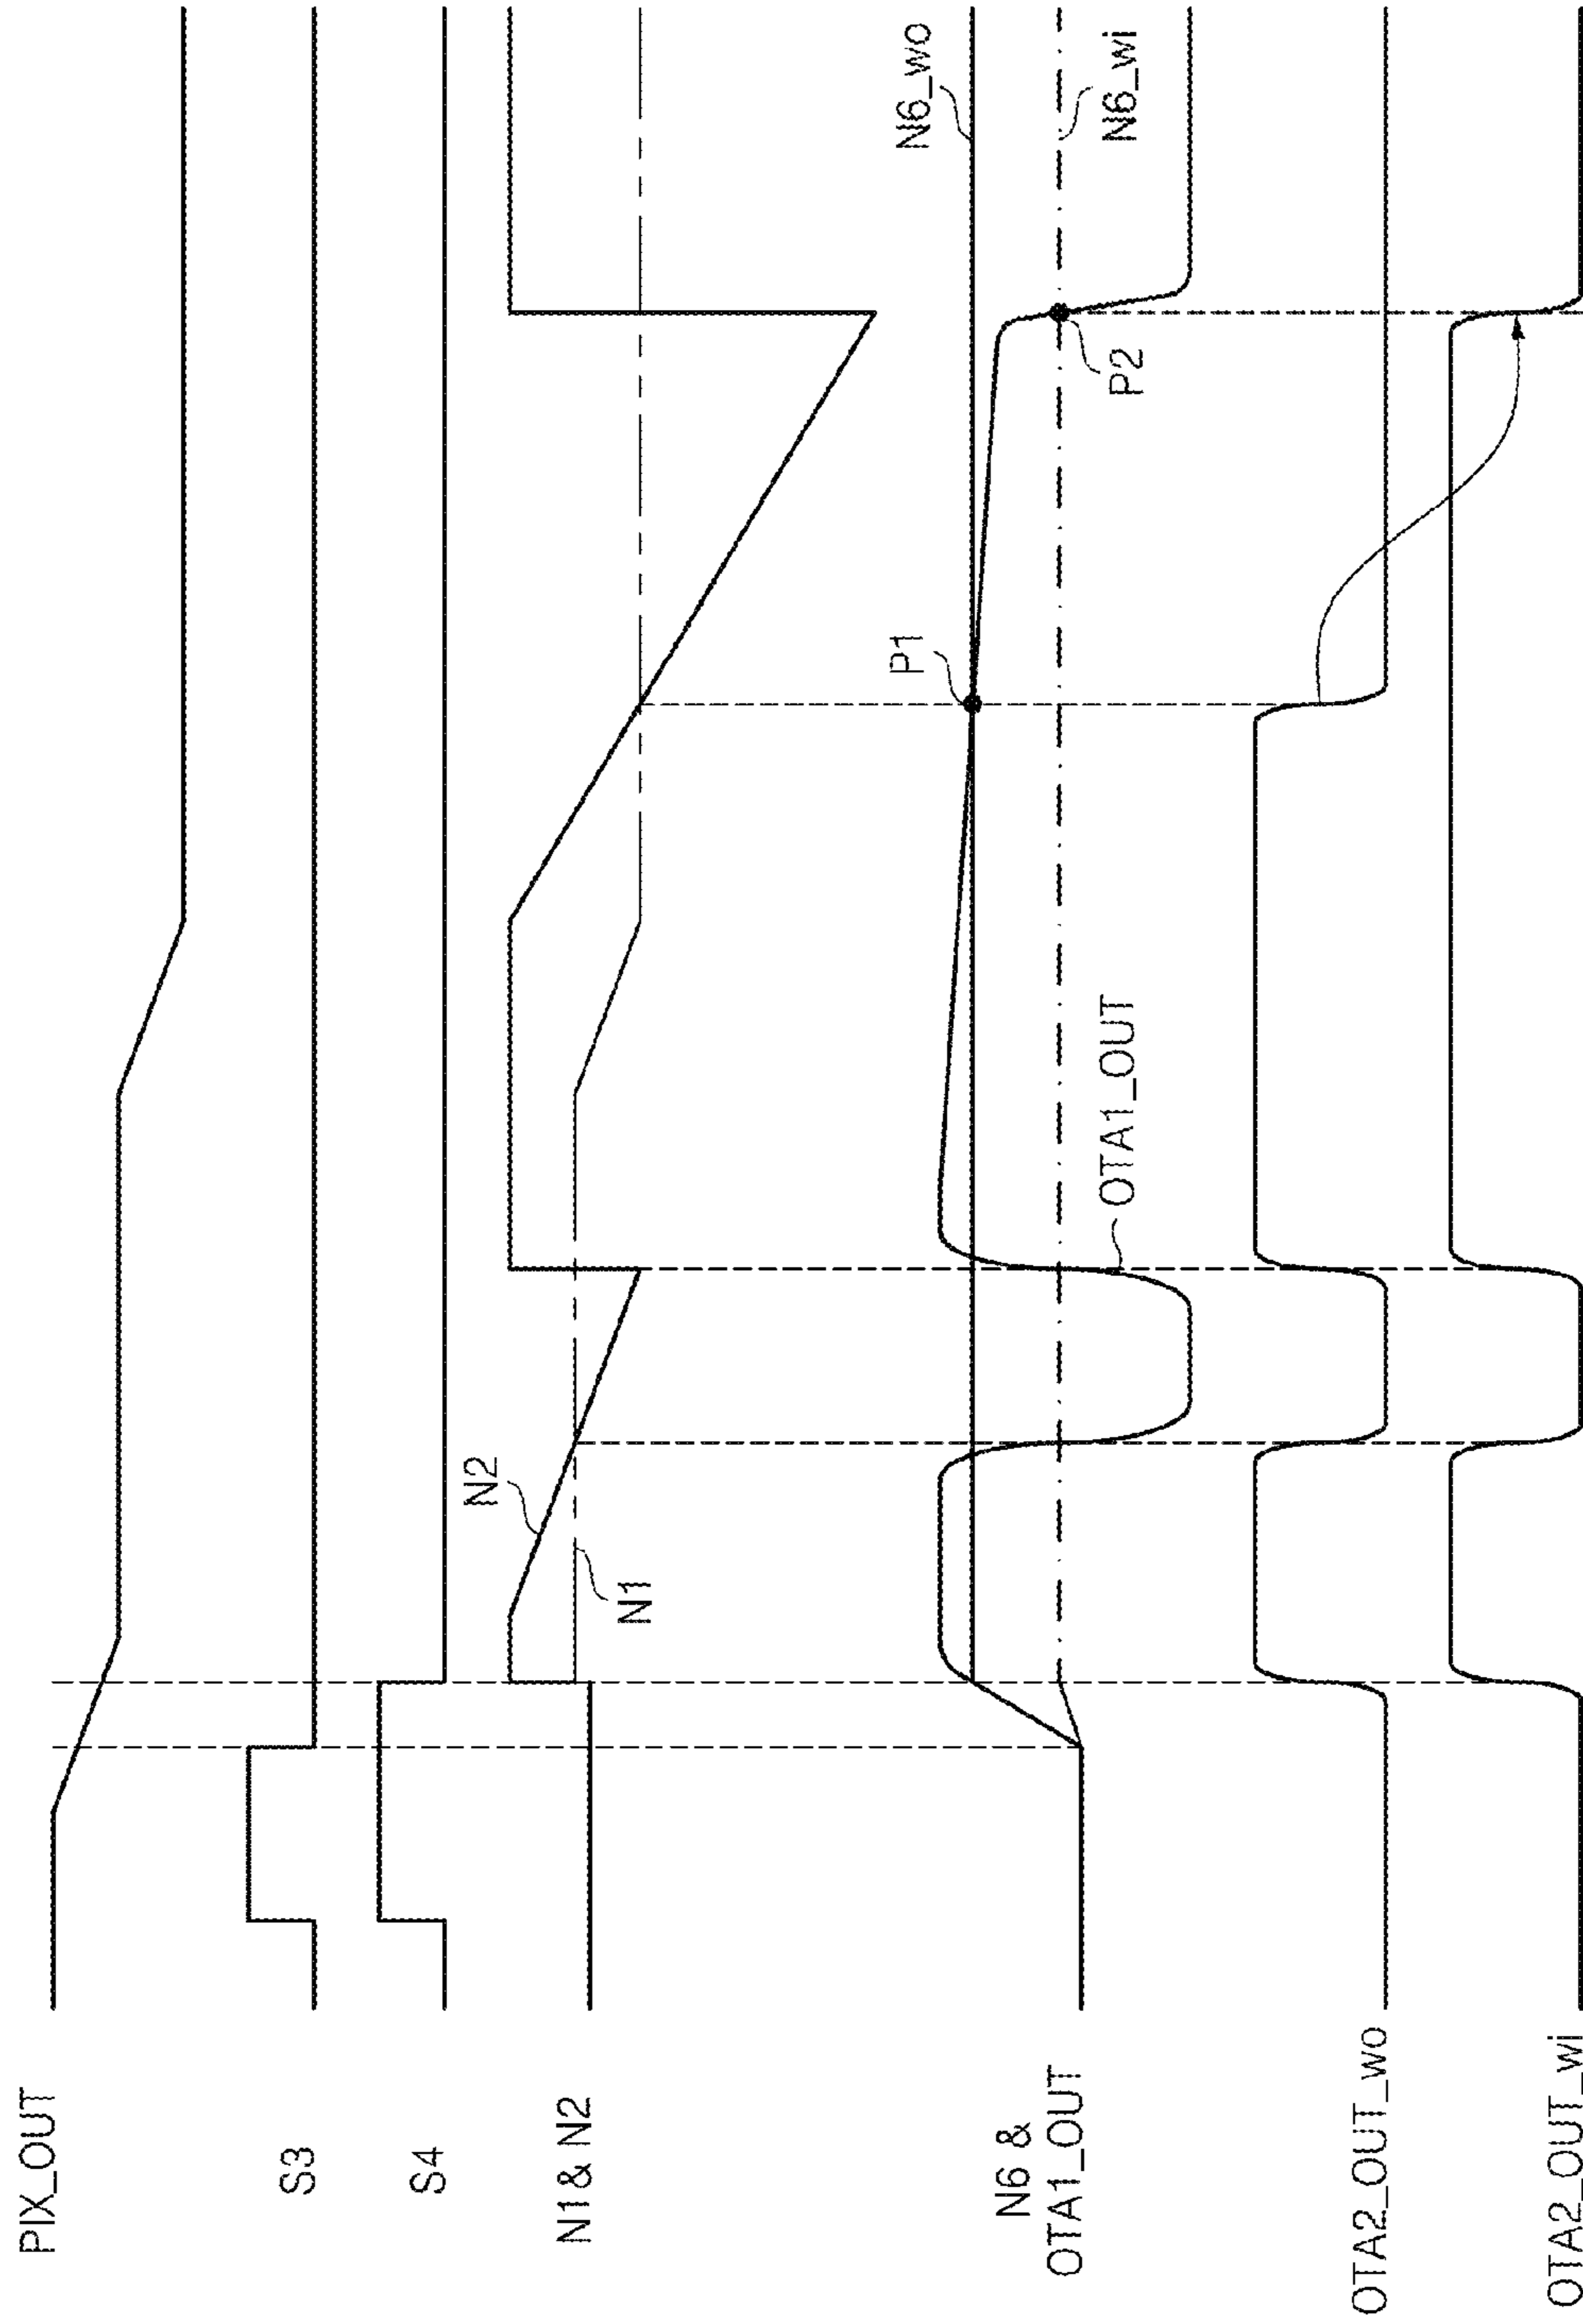 PIX_OUT
S3
S4
N1& N2
N2
N1
N6 &
OTA1_OUT
P1
N6_wo
N6_wi
P2
OTA1_OUT
OTA2_OUT_wo
OTA2_OUT_wi